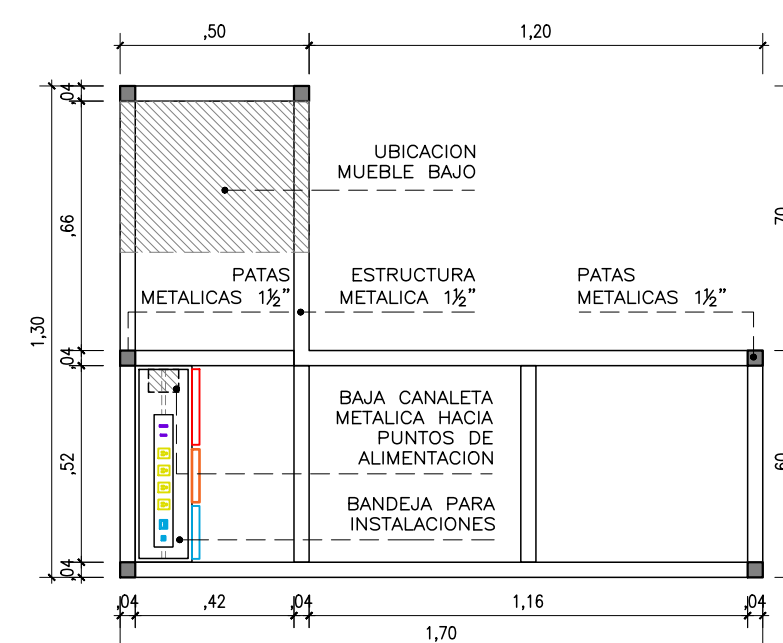 ,50
1,20
,04
UBICACION
MUEBLE BAJO
,66
70
PATAS
METALICAS 1½"
ESTRUCTURA
METALICA 1½"
PATAS
METALICAS 1½"
1,30
,04
BAJA CANALETA
METALICA HACIA
PUNTOS DE
ALIMENTACION
,52
60
BANDEJA PARA
INSTALACIONES
,04
,04
,42
,04
1,16
,04
1,70